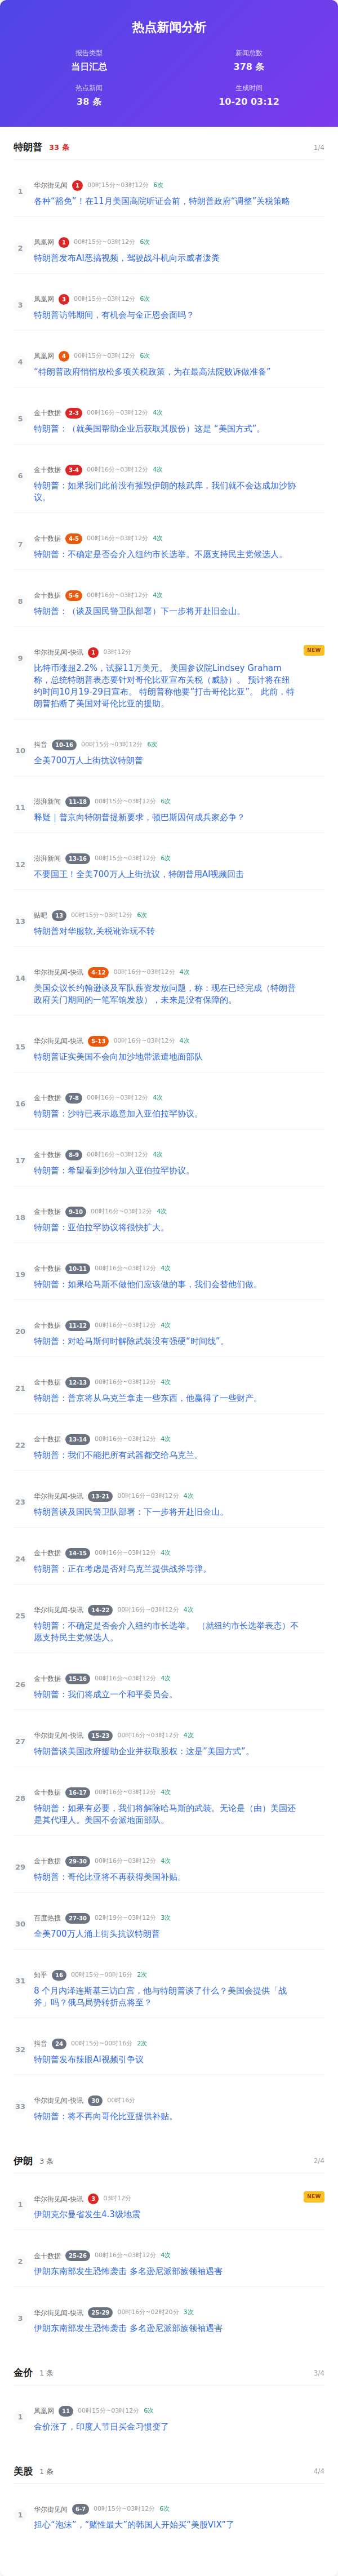 热点新闻分析
报告类型
新闻总数
当日汇总
378 条
热点新闻
生成时间
38 条
10-20 03:12
特朗普 33 条 1/4
1 华尔街见闻 1 00时15分~03时12分 6次
各种“豁免”！在11月美国高院听证会前，特朗普政府“调整”关税策略
2 凤凰网 1 00时15分~03时12分 6次
特朗普发布AI恶搞视频，驾驶战斗机向示威者泼粪
3 凤凰网 3 00时15分~03时12分 6次
特朗普访韩期间，有机会与金正恩会面吗？
4 凤凰网 4 00时15分~03时12分 6次
“特朗普政府悄悄放松多项关税政策，为在最高法院败诉做准备”
5 金十数据 2-3 00时16分~03时12分 4次
特朗普：（就美国帮助企业后获取其股份）这是 “美国方式”。
6 金十数据 3-4 00时16分~03时12分 4次
特朗普：如果我们此前没有摧毁伊朗的核武库，我们就不会达成加沙协
议。
7 金十数据 4-5 00时16分~03时12分 4次
特朗普：不确定是否会介入纽约市长选举。不愿支持民主党候选人。
8 金十数据 5-6 00时16分~03时12分 4次
特朗普：（谈及国民警卫队部署）下一步将开赴旧金山。
9 华尔街见闻-快讯 1 03时12分 NEW
比特币涨超2.2%，试探11万美元。 美国参议院Lindsey Graham
称，总统特朗普表态要针对哥伦比亚宣布关税（威胁）。 预计将在纽
约时间10月19-29日宣布。 特朗普称他要“打击哥伦比亚”。 此前，特
朗普掐断了美国对哥伦比亚的援助。
10 抖音 10-16 00时15分~03时12分 6次
全美700万人上街抗议特朗普
11 澎湃新闻 11-18 00时15分~03时12分 6次
释疑｜普京向特朗普提新要求，顿巴斯因何成兵家必争？
12 澎湃新闻 13-16 00时15分~03时12分 6次
不要国王！全美700万人上街抗议，特朗普用AI视频回击
13 贴吧 13 00时15分~03时12分 6次
特朗普对华服软,关税讹诈玩不转
14 华尔街见闻-快讯 4-12 00时16分~03时12分 4次
美国众议长约翰逊谈及军队薪资发放问题，称：现在已经完成（特朗普
政府关门期间的一笔军饷发放），未来是没有保障的。
15 华尔街见闻-快讯 5-13 00时16分~03时12分 4次
特朗普证实美国不会向加沙地带派遣地面部队
16 金十数据 7-8 00时16分~03时12分 4次
特朗普：沙特已表示愿意加入亚伯拉罕协议。
17 金十数据 8-9 00时16分~03时12分 4次
特朗普：希望看到沙特加入亚伯拉罕协议。
18 金十数据 9-10 00时16分~03时12分 4次
特朗普：亚伯拉罕协议将很快扩大。
19 金十数据 10-11 00时16分~03时12分 4次
特朗普：如果哈马斯不做他们应该做的事，我们会替他们做。
20 金十数据 11-12 00时16分~03时12分 4次
特朗普：对哈马斯何时解除武装没有强硬“时间线”。
21 金十数据 12-13 00时16分~03时12分 4次
特朗普：普京将从乌克兰拿走一些东西，他赢得了一些财产。
22 金十数据 13-14 00时16分~03时12分 4次
特朗普：我们不能把所有武器都交给乌克兰。
23 华尔街见闻-快讯 13-21 00时16分~03时12分 4次
特朗普谈及国民警卫队部署：下一步将开赴旧金山。
24 金十数据 14-15 00时16分~03时12分 4次
特朗普：正在考虑是否对乌克兰提供战斧导弹。
25 华尔街见闻-快讯 14-22 00时16分~03时12分 4次
特朗普：不确定是否会介入纽约市长选举。 （就纽约市长选举表态）不
愿支持民主党候选人。
26 金十数据 15-16 00时16分~03时12分 4次
特朗普：我们将成立一个和平委员会。
27 华尔街见闻-快讯 15-23 00时16分~03时12分 4次
特朗普谈美国政府援助企业并获取股权：这是“美国方式”。
28 金十数据 16-17 00时16分~03时12分 4次
特朗普：如果有必要，我们将解除哈马斯的武装。无论是（由）美国还
是其代理人。美国不会派地面部队。
29 金十数据 29-30 00时16分~03时12分 4次
特朗普：哥伦比亚将不再获得美国补贴。
30 百度热搜 27-30 02时19分~03时12分 3次
全美700万人涌上街头抗议特朗普
31 知乎 16 00时15分~00时16分 2次
8 个月内泽连斯基三访白宫，他与特朗普谈了什么？美国会提供「战
斧」吗？俄乌局势转折点将至？
32 抖音 24 00时15分~00时16分 2次
特朗普发布辣眼AI视频引争议
33 华尔街见闻-快讯 30 00时16分
特朗普：将不再向哥伦比亚提供补贴。
伊朗 3 条 2/4
1 华尔街见闻-快讯 3 03时12分 NEW
伊朗克尔曼省发生4.3级地震
2 金十数据 25-26 00时16分~03时12分 4次
伊朗东南部发生恐怖袭击 多名逊尼派部族领袖遇害
3 华尔街见闻-快讯 25-29 00时16分~02时20分 3次
伊朗东南部发生恐怖袭击 多名逊尼派部族领袖遇害
金价 1 条 3/4
1 凤凰网 11 00时15分~03时12分 6次
金价涨了，印度人节日买金习惯变了
美股 1 条 4/4
1 华尔街见闻 6-7 00时15分~03时12分 6次
担心“泡沫”，“赌性最大”的韩国人开始买“美股VIX”了